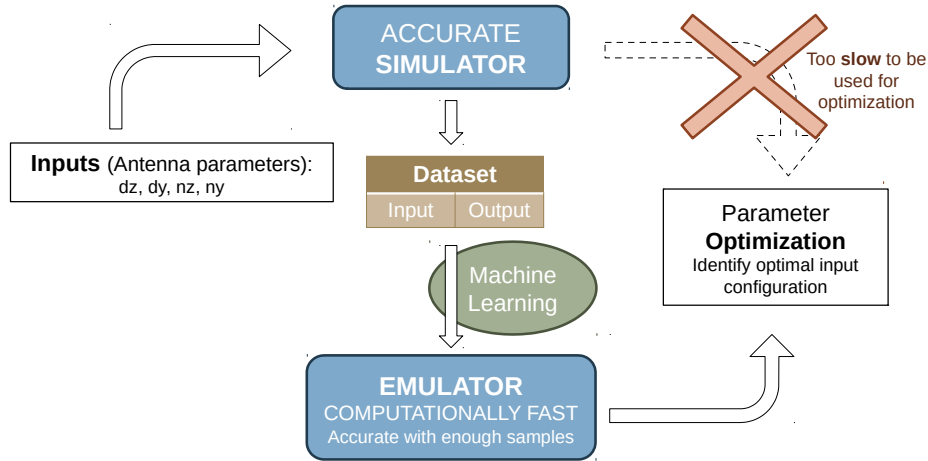 ACCURATE
SIMULATOR
Too slow to be
used for
optimization
Inputs (Antenna parameters):
dz, dy, nz, ny
Dataset
Input Output
Parameter
Optimization
Identify optimal input
configuration
Machine
Learning
EMULATOR
COMPUTATIONALLY FAST
Accurate with enough samples